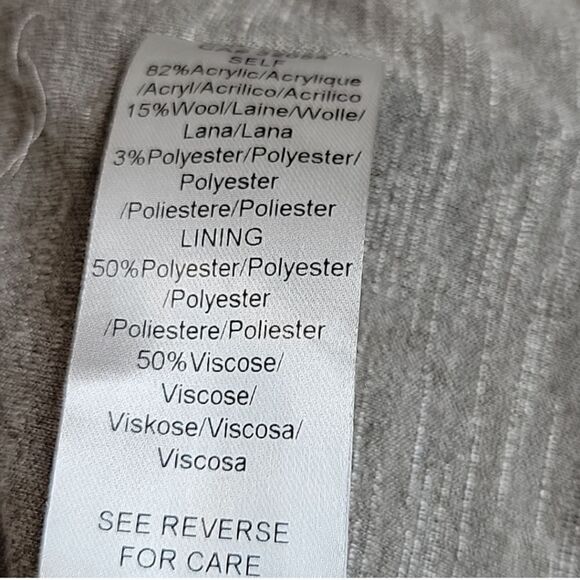 SELF
82%Acrylic/Acrylique
/Acryl/Acrilico/Acrílico
15%Wool/Laine/Wolle/
Lana/Lana
3%Polyester/Polyester/
Polyester
/Poliestere/Poliester
LINING
50%Polyester/Polyester
/Polyester
/Poliestere/Poliester
50%Viscose/
Viscose/
Viskose/Viscosa/
Viscosa
SEE REVERSE
FOR CARE